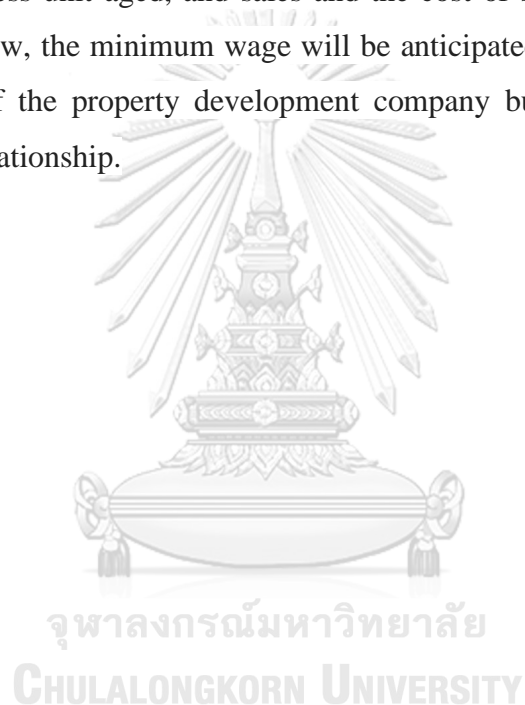 ess unit aged, and sales and the cost of
w, the minimum wage will be anticipated
f the property development company bu
ationship.
จุฬาลงกรณ์มหาวิทยาลัย
CHULALONGKORN UNIVERSITY